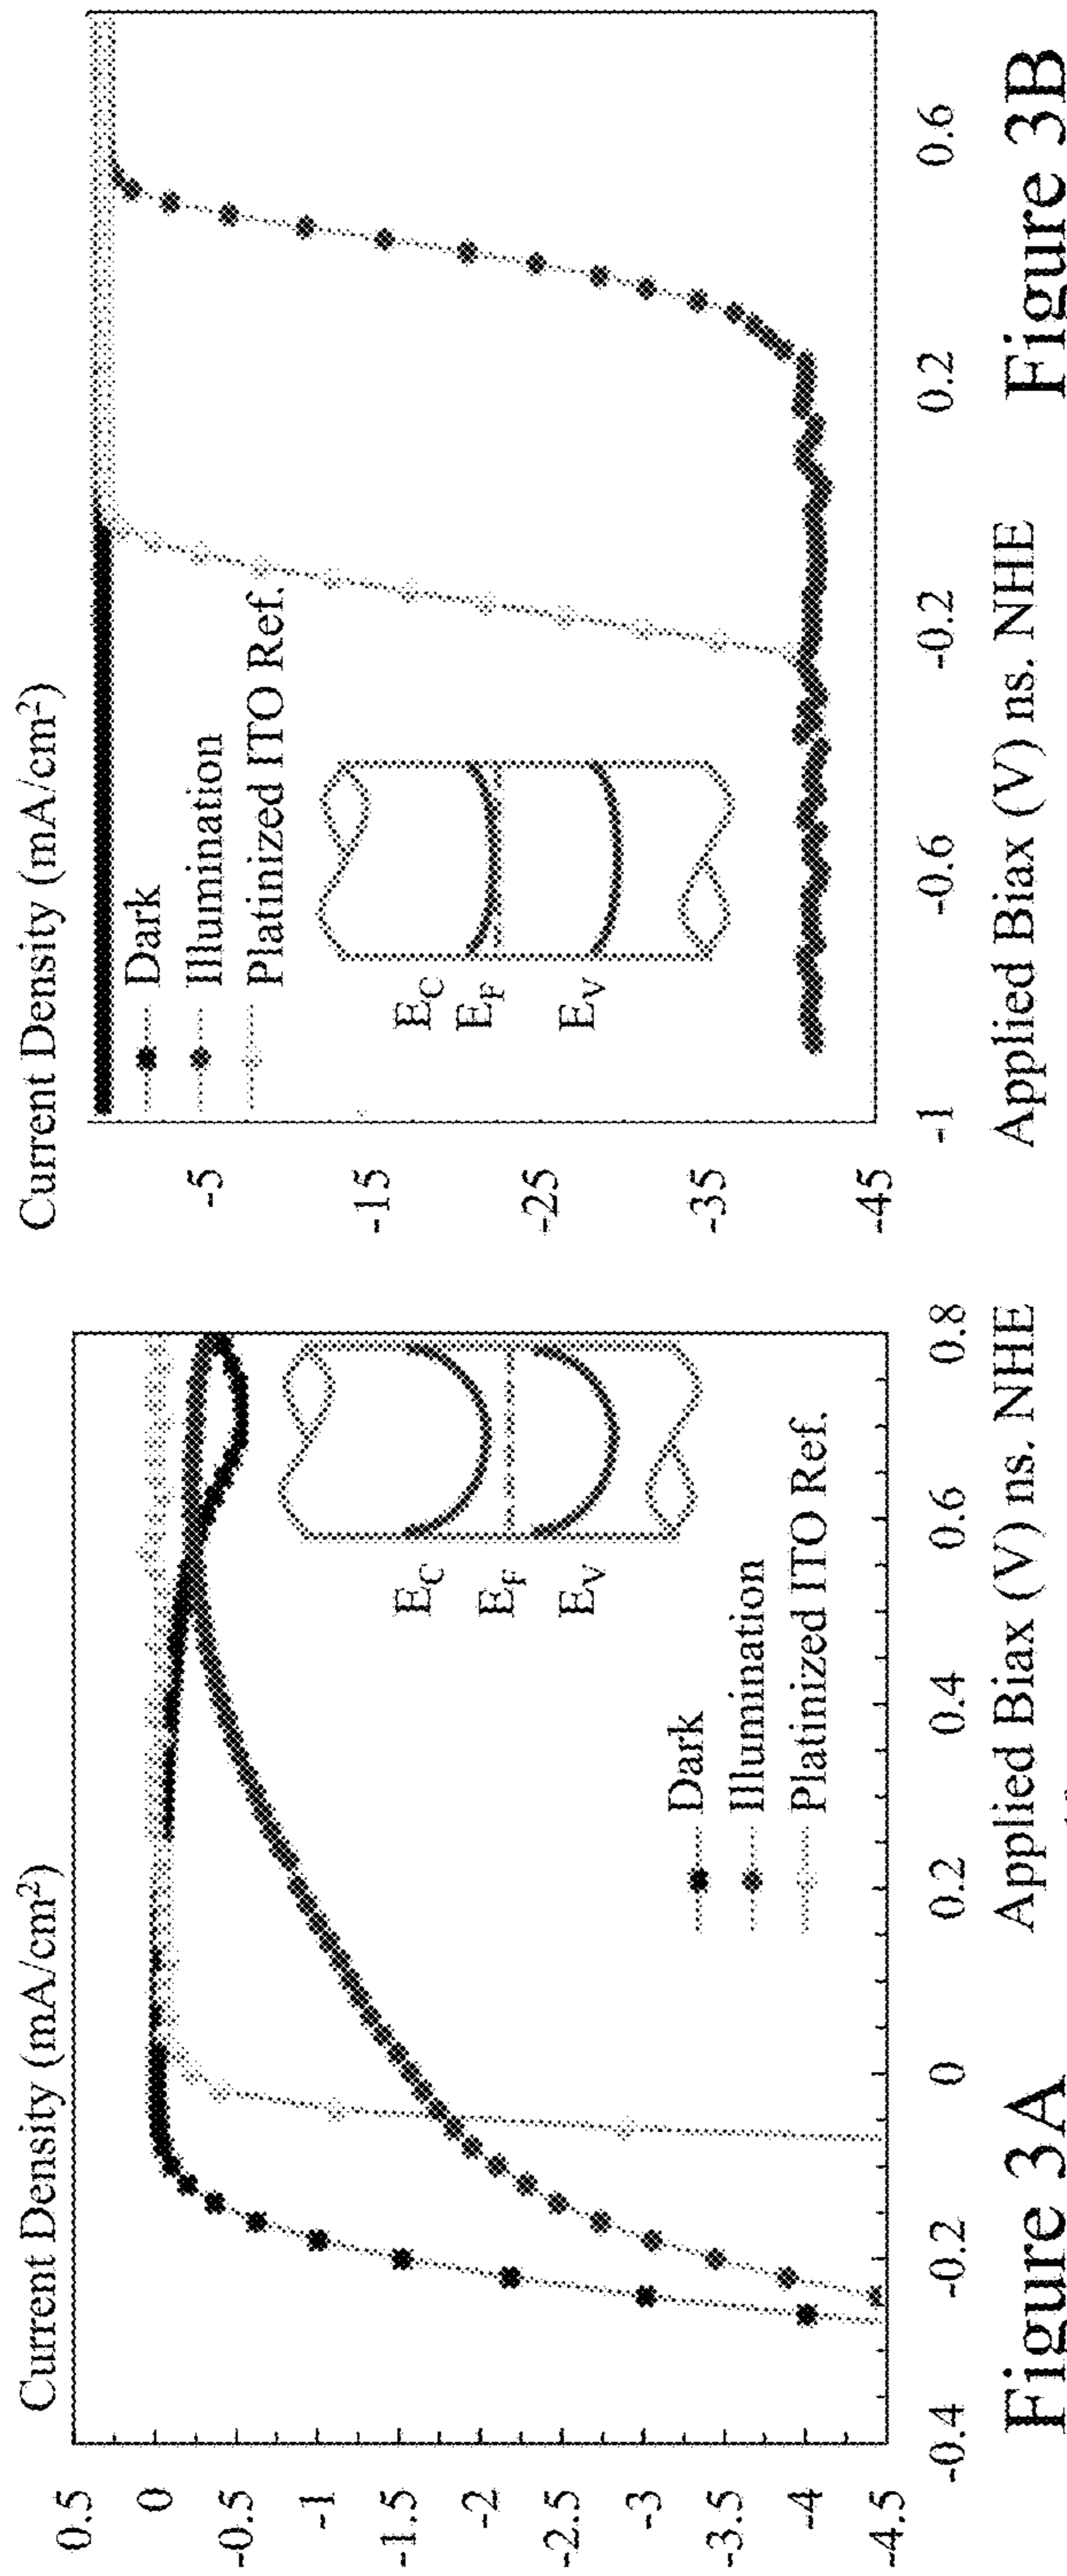 Current Density (mA/cm²)
0.5
0
-0.5
-1
-1.5
-2
-2.5
-3
-3.5
-4
-4.5
E_C
E_F
E_V
Dark
Illumination
Platinized ITO Ref.
-0.4
-0.2
0
0.2
0.4
0.6
0.8
Applied Biax (V) ns. NHE
Figure 3A
Current Density (mA/cm²)
-5
-15
-25
-35
-45
Dark
Illumination
Platinized ITO Ref.
E_C
E_F
E_V
-1
-0.6
-0.2
0.2
0.6
Applied Biax (V) ns. NHE
Figure 3B